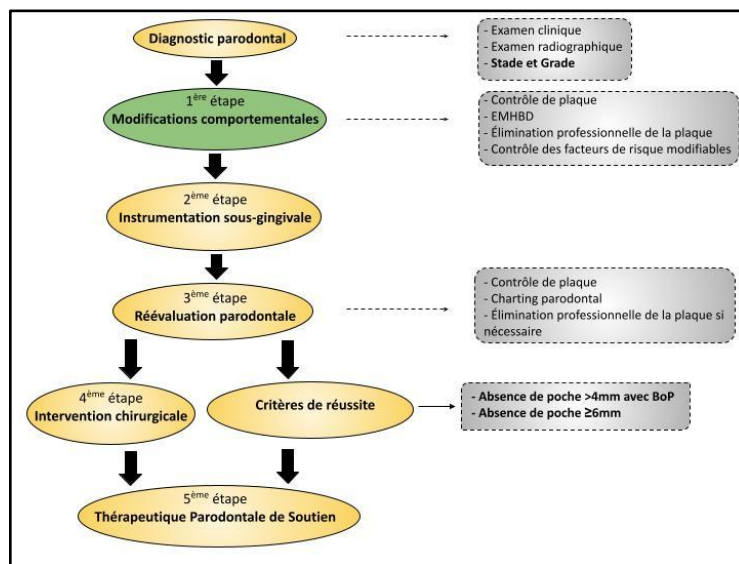 Diagnostic parodontal
- Examen clinique
- Examen radiographique
- Stade et Grade
1ère étape
Modifications comportementales
- Contrôle de plaque
- EMHBD
- Élimination professionnelle de la plaque
- Contrôle des facteurs de risque modifiables
2ème étape
Instrumentation sous-gingivale
3ème étape
Réévaluation parodontale
- Contrôle de plaque
- Charting parodontal
- Élimination professionnelle de la plaque si
nécessaire
4ème étape
Intervention chirurgicale
Critères de réussite
- Absence de poche >4mm avec BoP
- Absence de poche ≥6mm
5ème étape
Thérapeutique Parodontale de Soutien